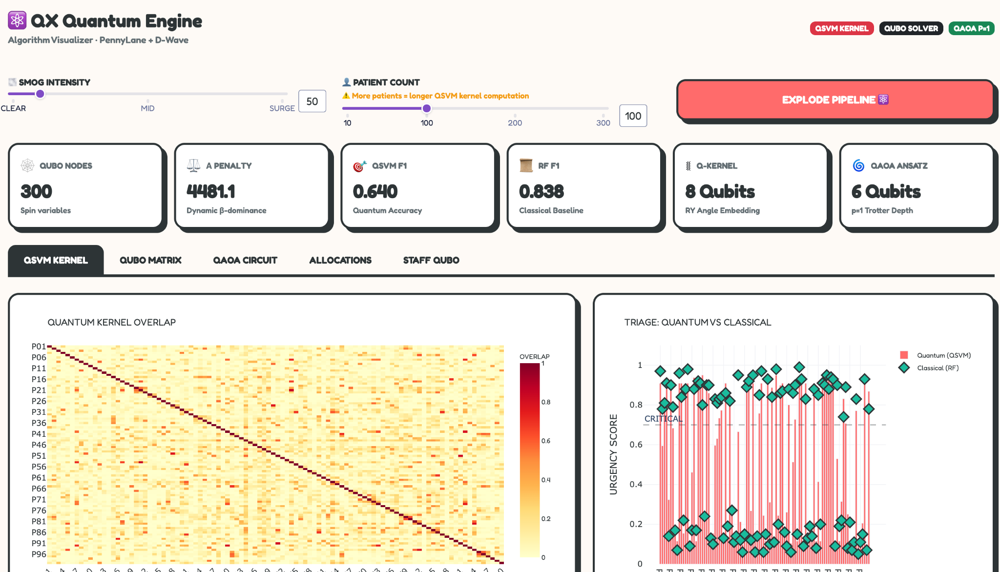 QX Quantum Engine
Algorithm Visualizer · PennyLane + D-Wave
QSVM KERNEL
QUBO SOLVER
QAOA P=1
SMOG INTENSITY
CLEAR
MID
SURGE
50
PATIENT COUNT
More patients = longer QSVM kernel computation
10
100
200
300
100
EXPLODE PIPELINE
QUBO NODES
300
Spin variables
A PENALTY
4481.1
Dynamic β-dominance
QSVM F1
0.640
Quantum Accuracy
RF F1
0.838
Classical Baseline
Q-KERNEL
8 Qubits
RY Angle Embedding
QAOA ANSATZ
6 Qubits
p=1 Trotter Depth
QSVM KERNEL
QUBO MATRIX
QAOA CIRCUIT
ALLOCATIONS
STAFF QUBO
QUANTUM KERNEL OVERLAP
P01
P06
P11
P16
P21
P26
P31
P36
P41
P46
P51
P56
P61
P66
P71
P76
P81
P86
P91
P96
OVERLAP
1
0.8
0.6
0.4
0.2
0
TRIAGE: QUANTUM VS CLASSICAL
URGENCY SCORE
1
0.8
0.6
0.4
0.2
0
CRITICAL
Quantum (QSVM)
Classical (RF)